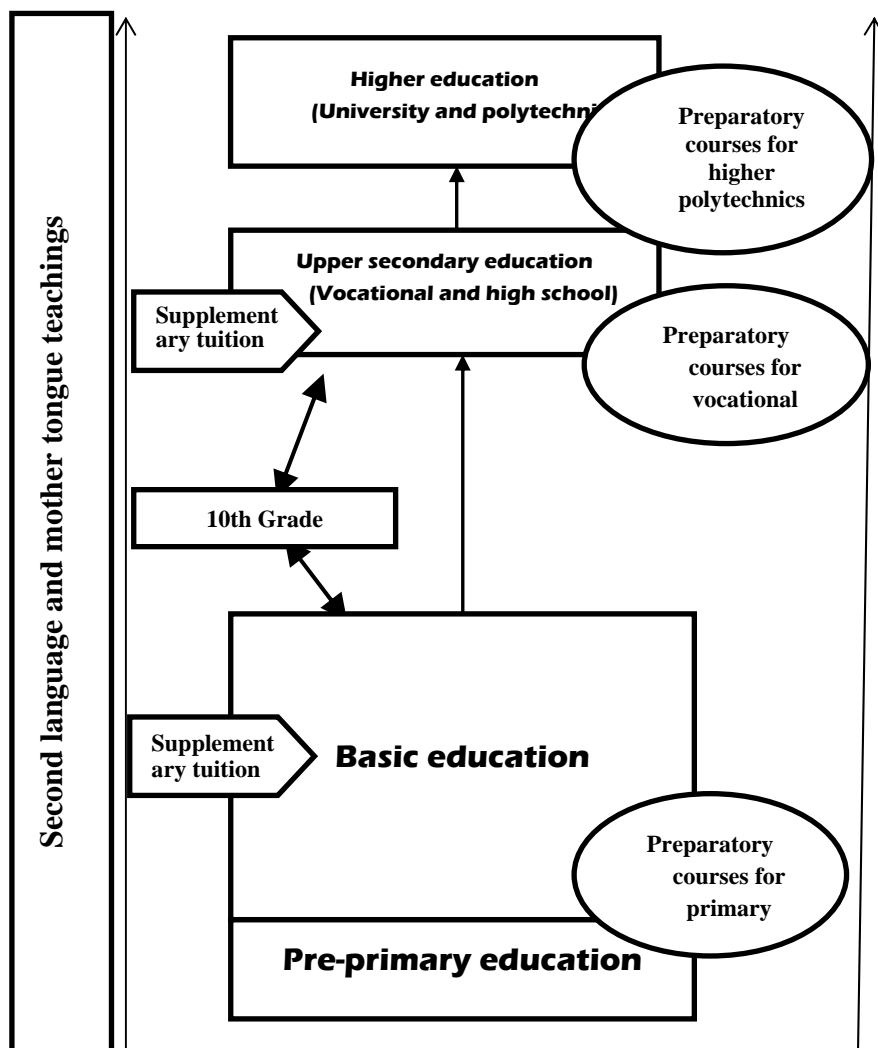 Second language and mother tongue teachings
Higher education
(University and polytechni
Preparatory
courses for
higher
polytechnics
Upper secondary education
(Vocational and high school)
Supplement
ary tuition
Preparatory
courses for
vocational
10th Grade
Supplement
ary tuition
Basic education
Preparatory
courses for
primary
Pre-primary education